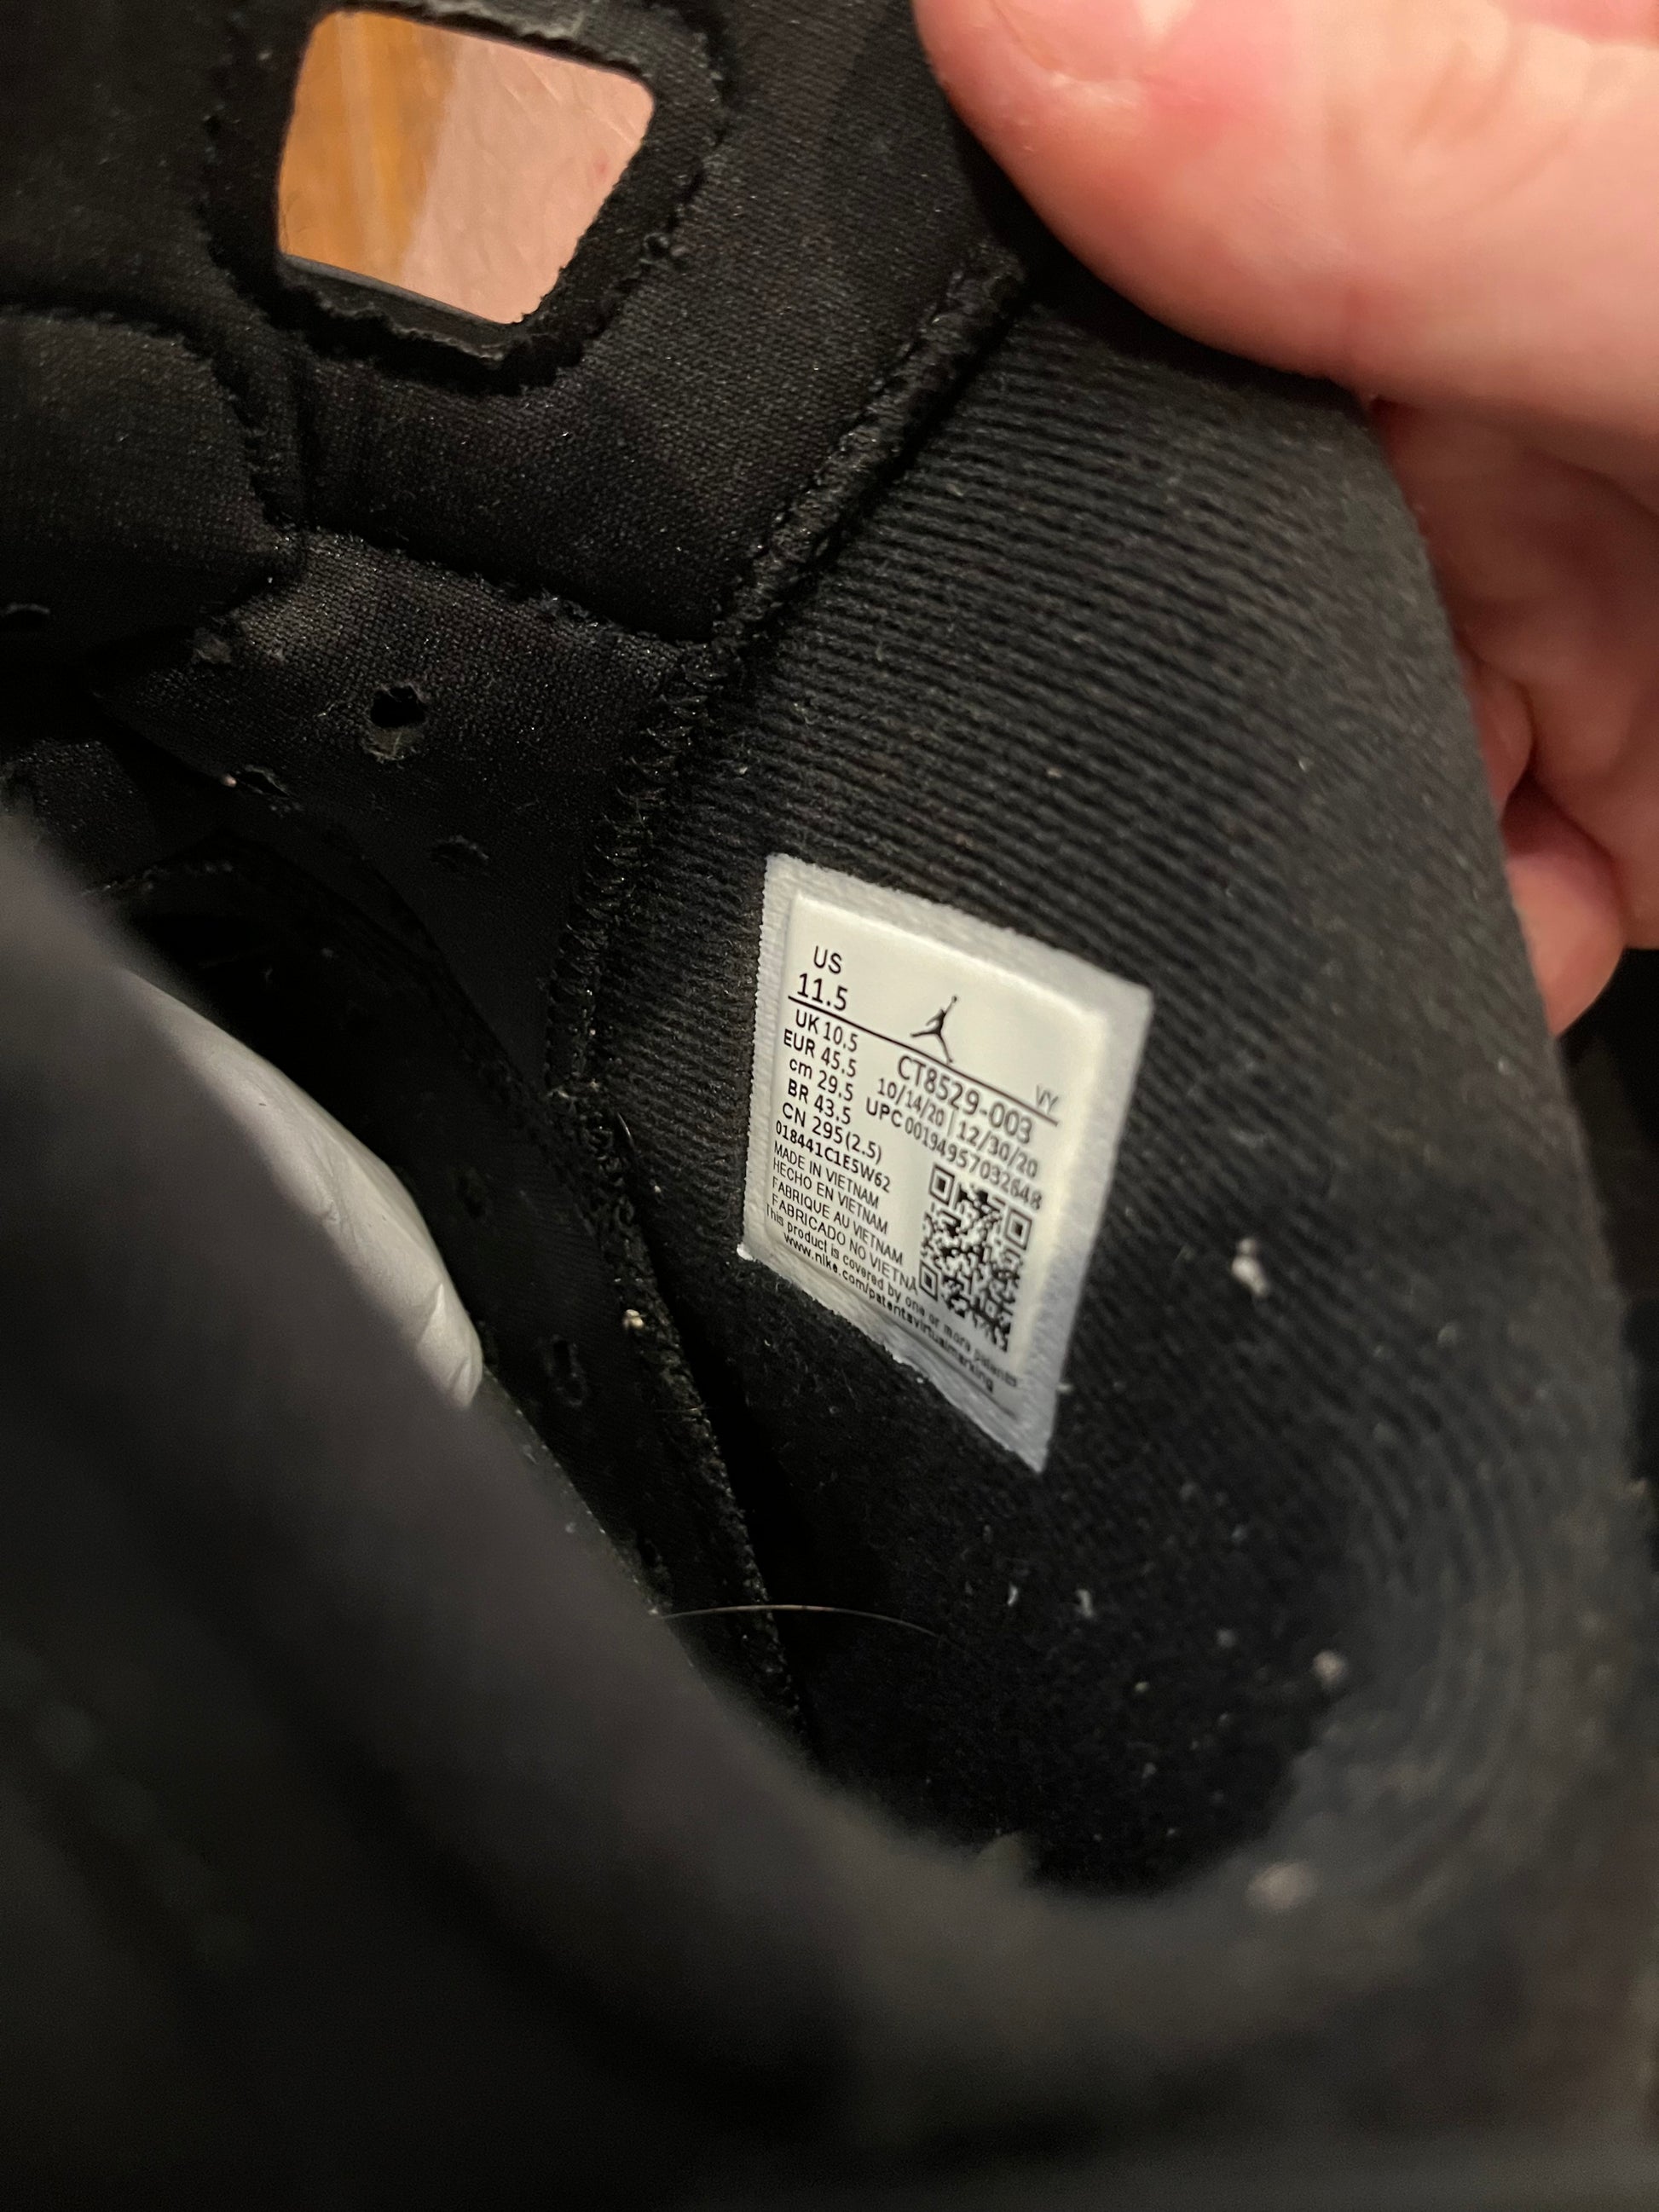 US
11.5
UK 10.5
EUR 45.5
cm 29.5
BR 43.5
CN 295(2.5)
VY
CT8529-003
10/14/20 | 12/30/20
UPC 00194957032648
018441C1E5W62
MADE IN VIETNAM
HECHO EN VIETNAM
FABRIQUE AU VIETNAM
FABRICADO NO VIETNA
This product is covered by one or more patents
www.nike.com/patentsvirtualmarking